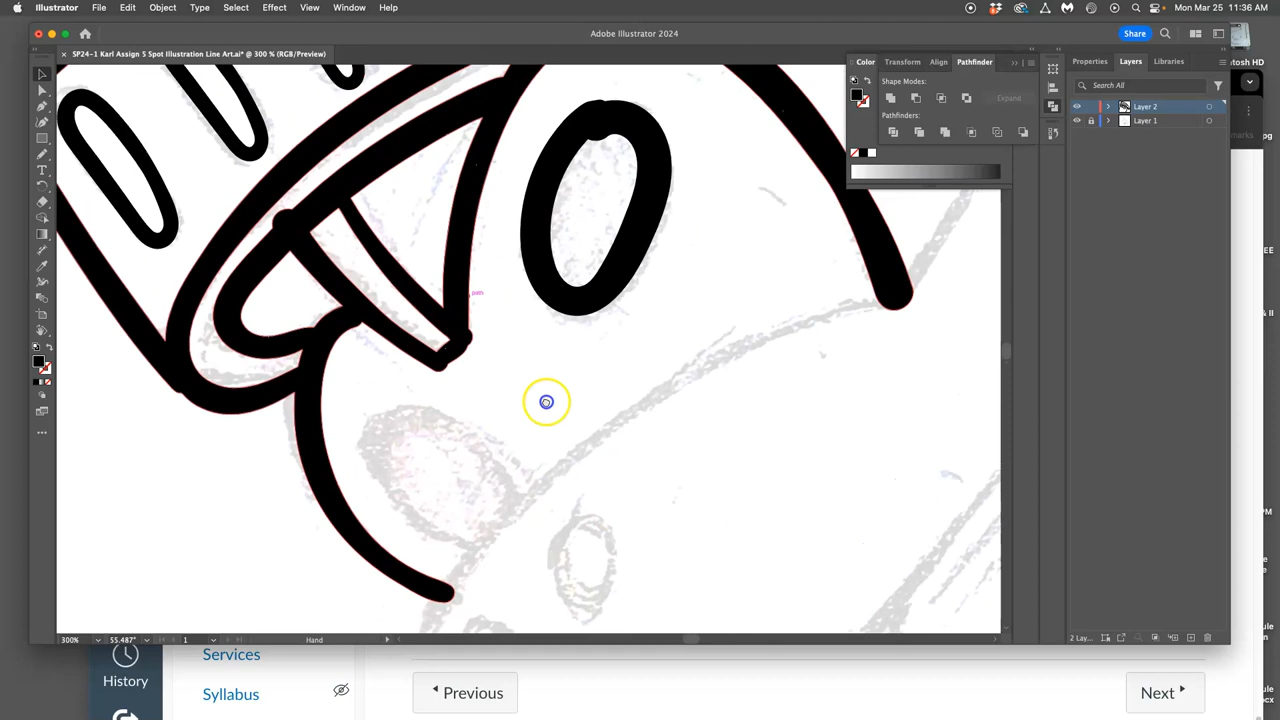 Illustrator File Edit Object Type Select Effect View Window Help
Mon Mar 25 11:36 AM
Adobe Illustrator 2024
Share
SP24-1 Karl Assign 5 Spot Illustration Line Art.ai* @ 300 % (RGB/Preview)
Color Transform Align Pathfinder
Shape Modes:
Expand
Pathfinders:
Properties Layers Libraries
Search All
Layer 2
Layer 1
path
300% 55.487° 1 Hand
2 Lay...
History
Services
Syllabus
Previous
Next